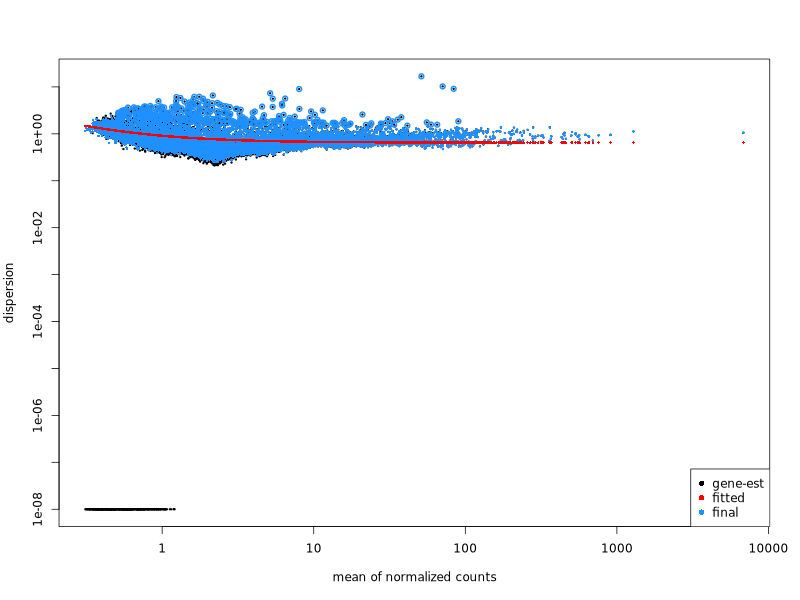 1e+00
1e-02
1e-04
1e-06
1e-08
dispersion
gene-est
fitted
final
1
10
100
1000
10000
mean of normalized counts